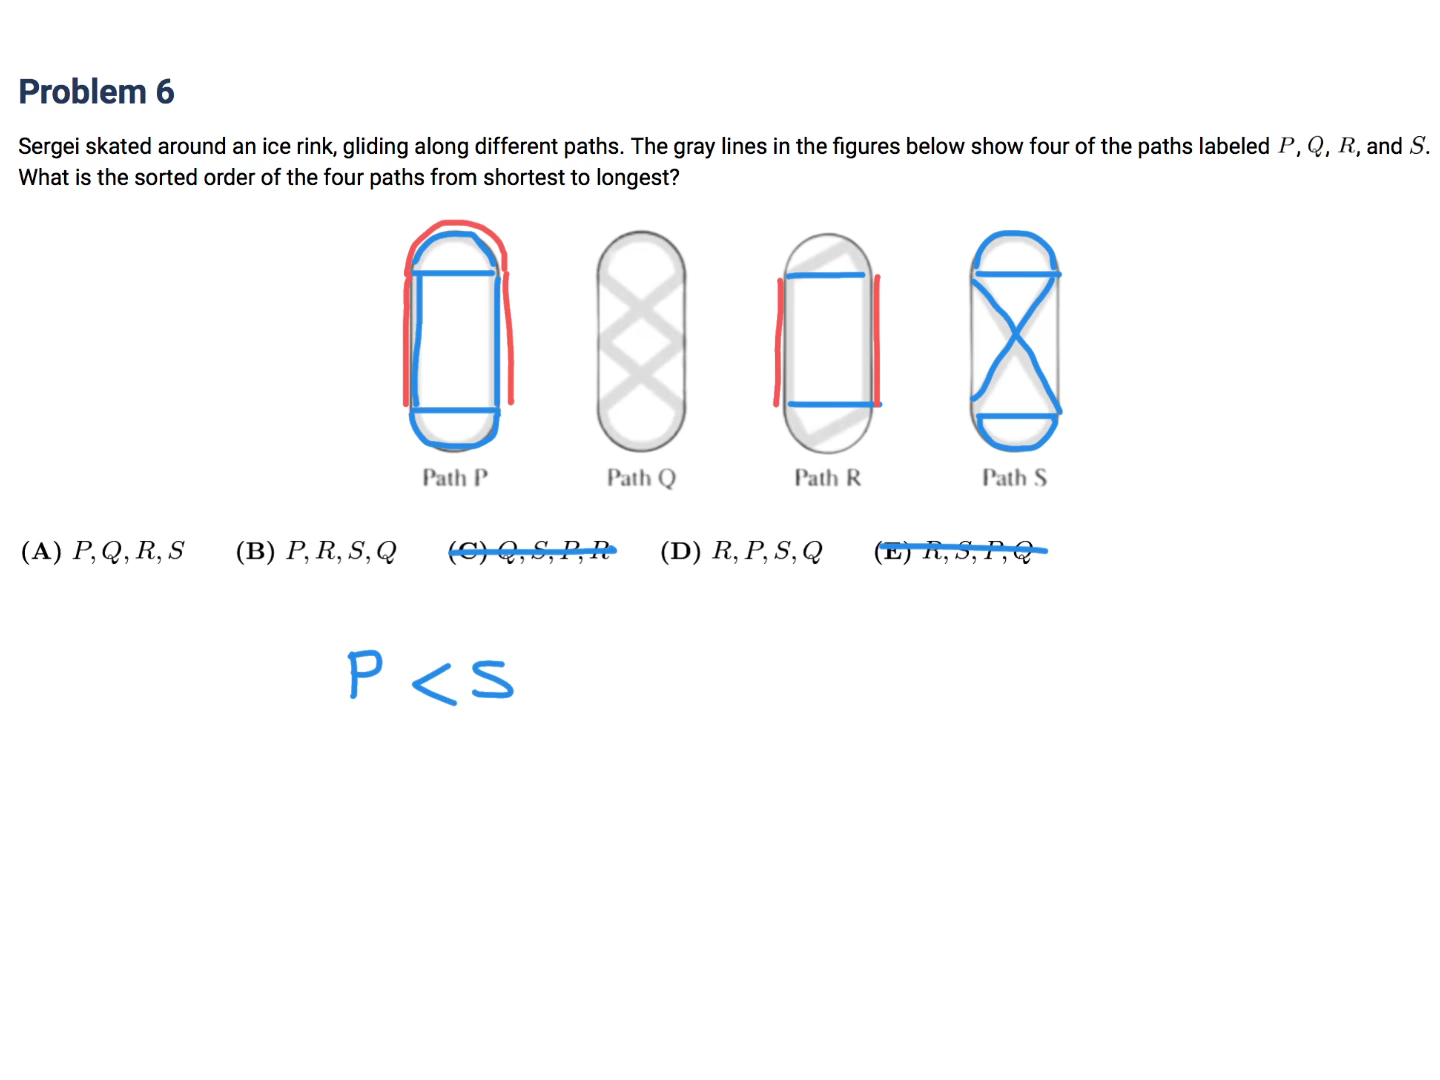 Problem 6
Sergei skated around an ice rink, gliding along different paths. The gray lines in the figures below show four of the paths labeled P, Q, R, and S.
What is the sorted order of the four paths from shortest to longest?
Path P Path Q Path R Path S
(A) P, Q, R, S (B) P, R, S, Q (C) Q, S, P, R (D) R, P, S, Q (E) R, S, P, Q
P < S